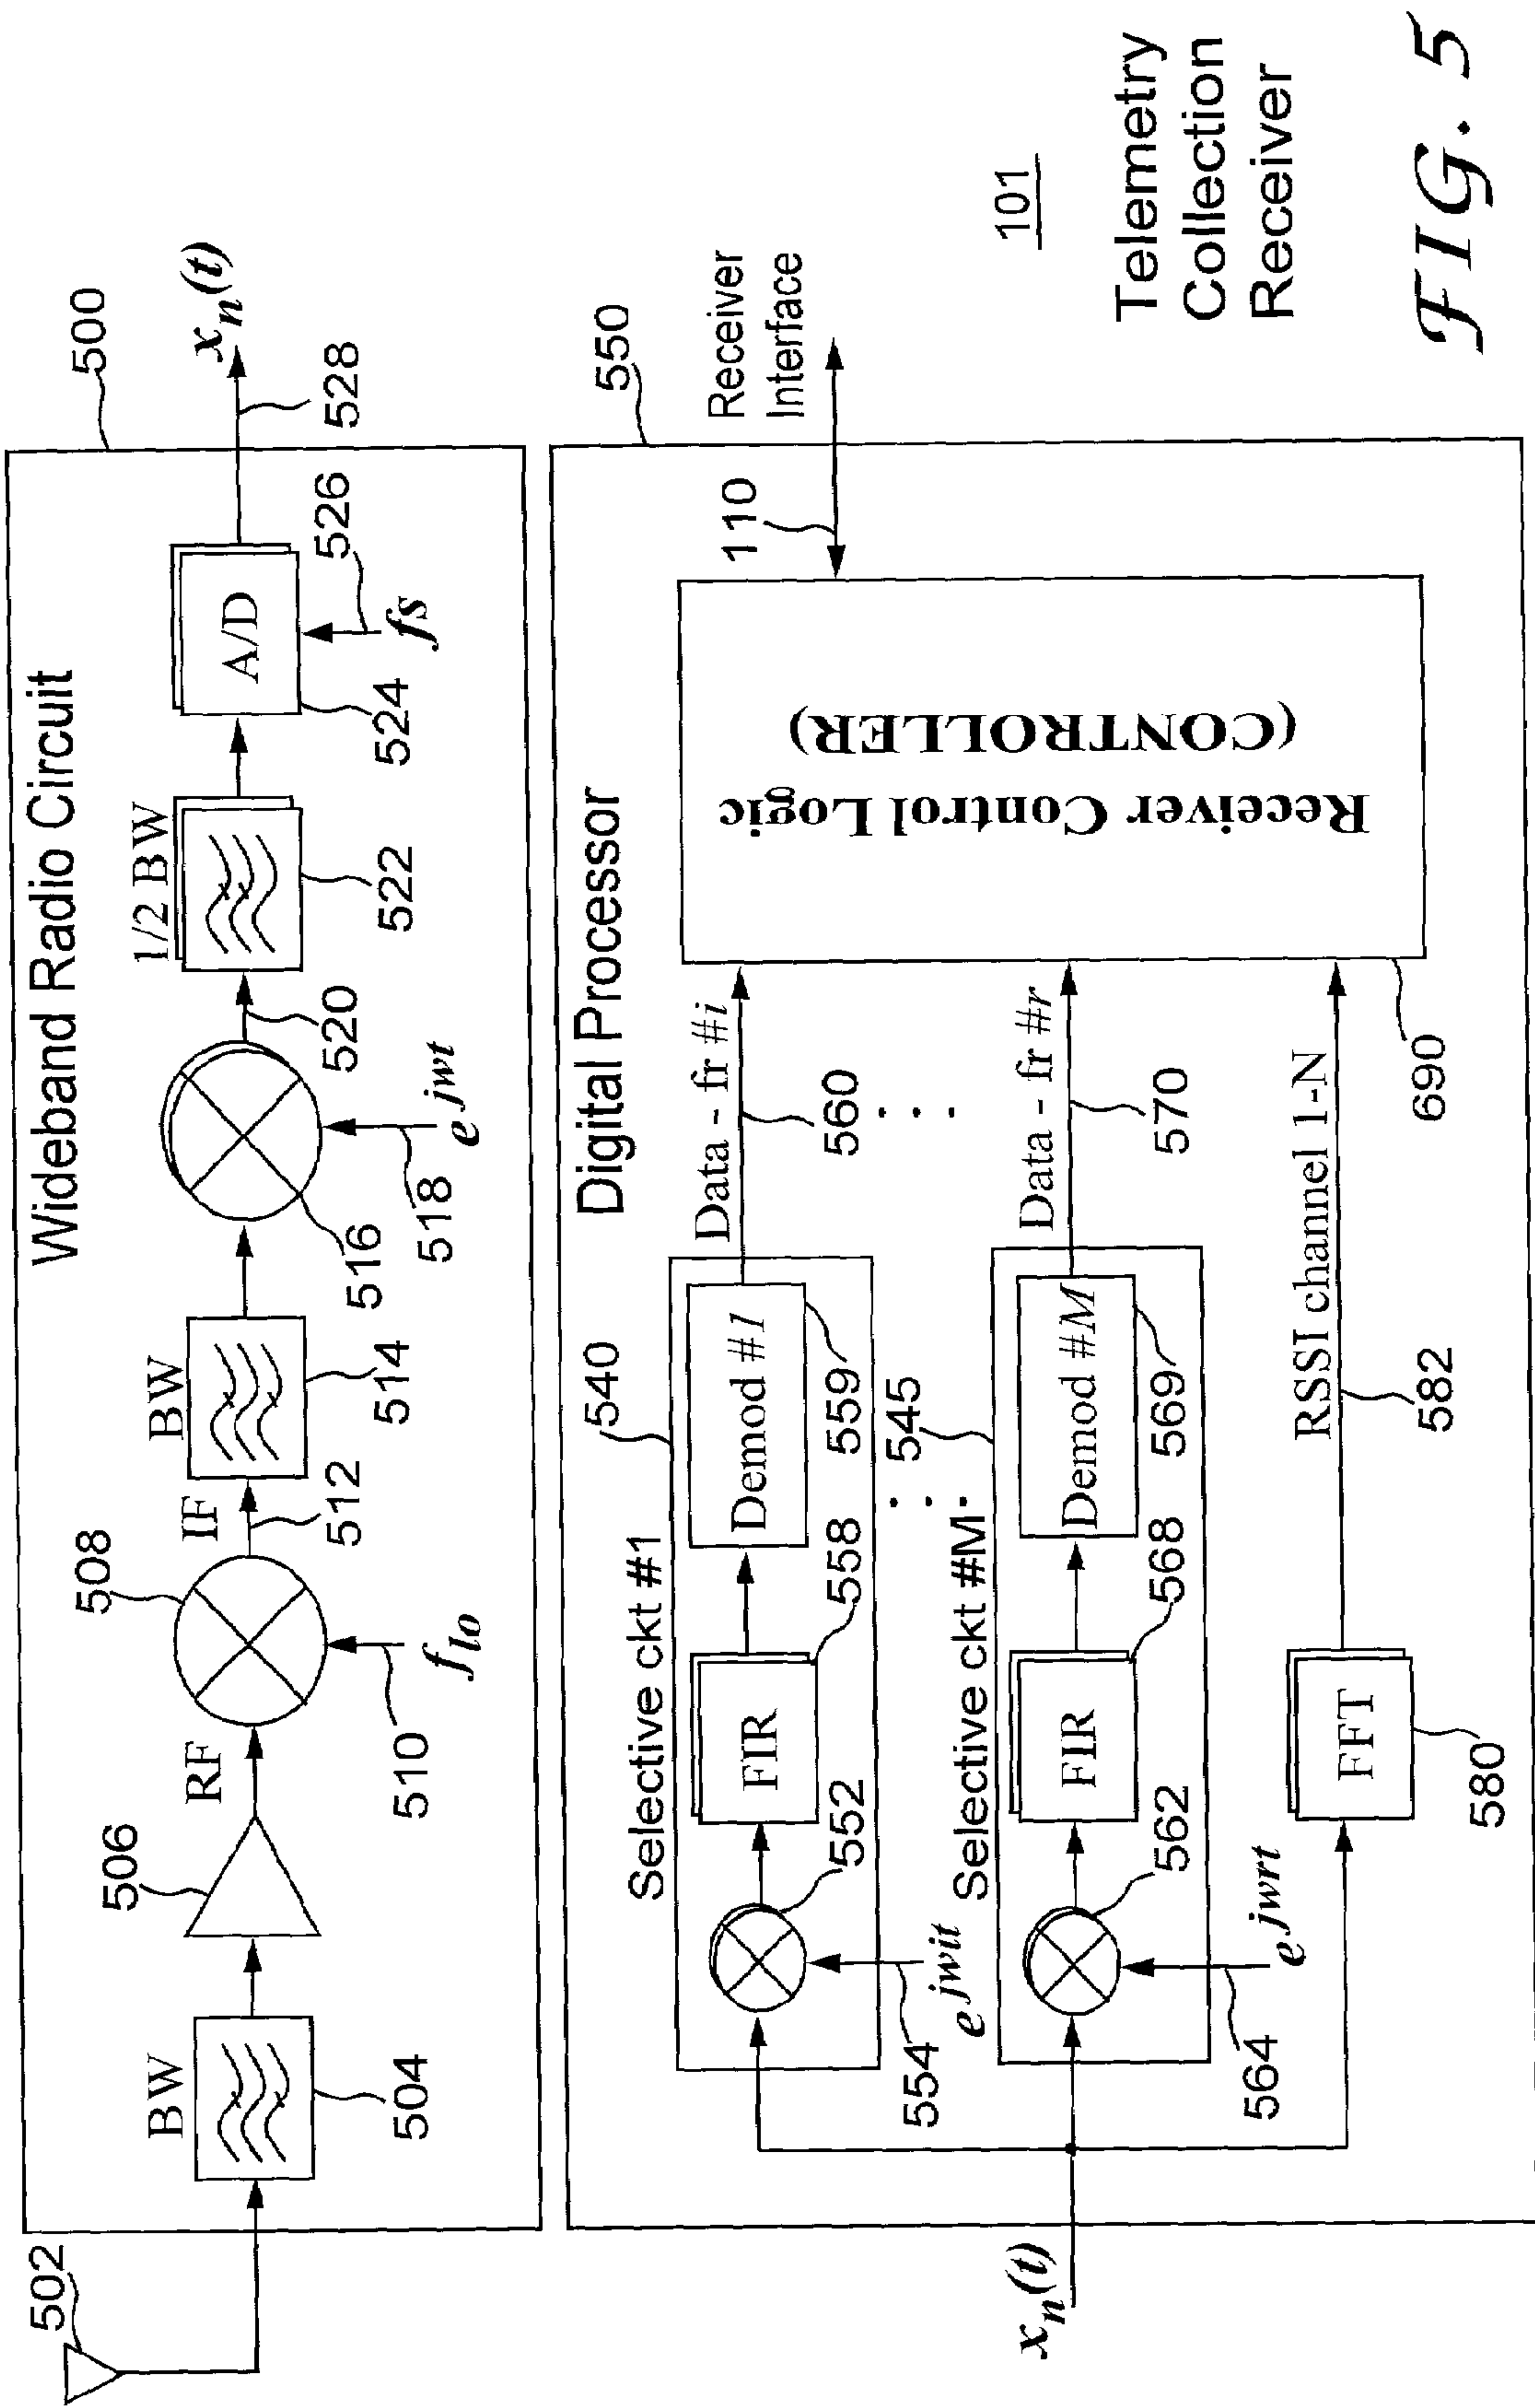 Wideband Radio Circuit
500
502
BW
504
506
RF
508
510
f_lo
IF
512
BW
514
516
518
e^jwt
520
1/2 BW
522
A/D
524
526
fs
528
x_n(t)
Digital Processor
550
x_n(t)
Selective ckt #1
540
552
554
e^jwit
FIR
558
Demod #1
559
Data - fr #i
560
Selective ckt #M
545
562
564
e^jwrt
FIR
568
Demod #M
569
Data - fr #r
570
FFT
580
RSSI channel 1-N
582
Receiver Control Logic
(CONTROLLER)
690
110
Receiver
Interface
101
Telemetry
Collection
Receiver
FIG. 5